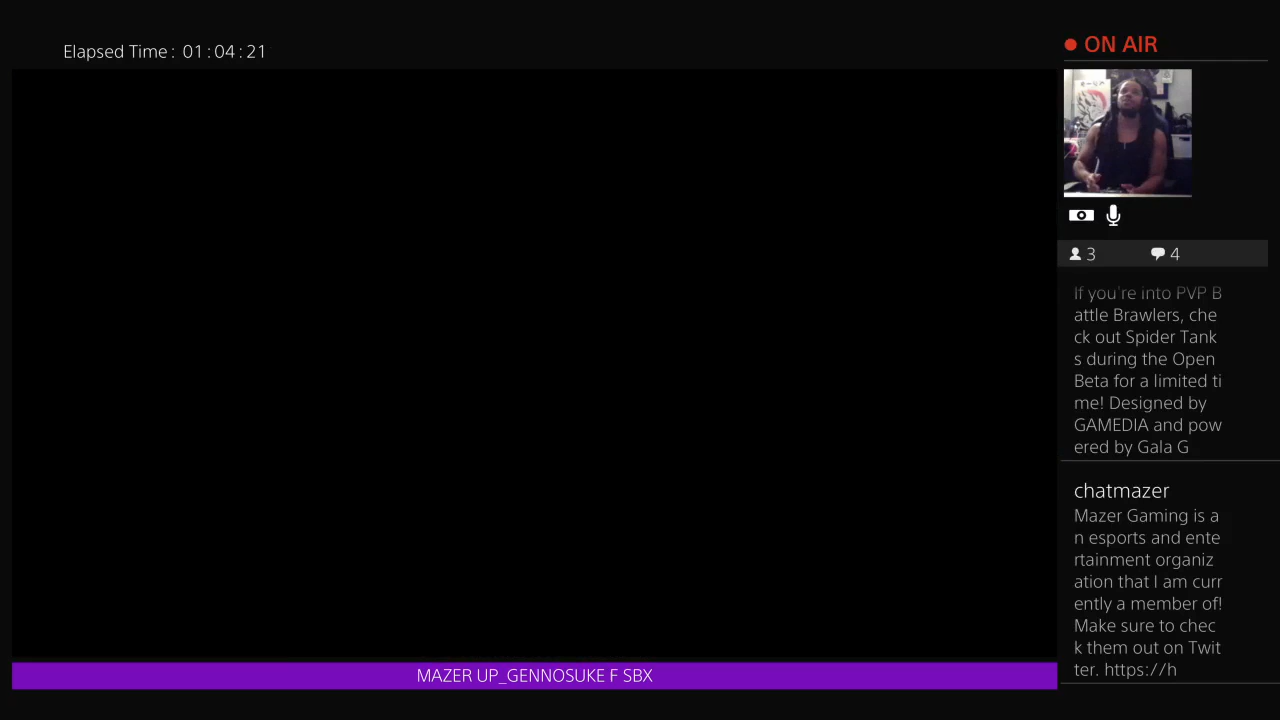 Elapsed Time : 01 : 04 : 21
ON AIR
3 4
If you're into PVP B
attle Brawlers, che
ck out Spider Tank
s during the Open
Beta for a limited ti
me! Designed by
GAMEDIA and pow
ered by Gala G
chatmazer
Mazer Gaming is a
n esports and ente
rtainment organiz
ation that I am curr
ently a member of!
Make sure to chec
k them out on Twit
ter. https://h
MAZER UP_GENNOSUKE F SBX